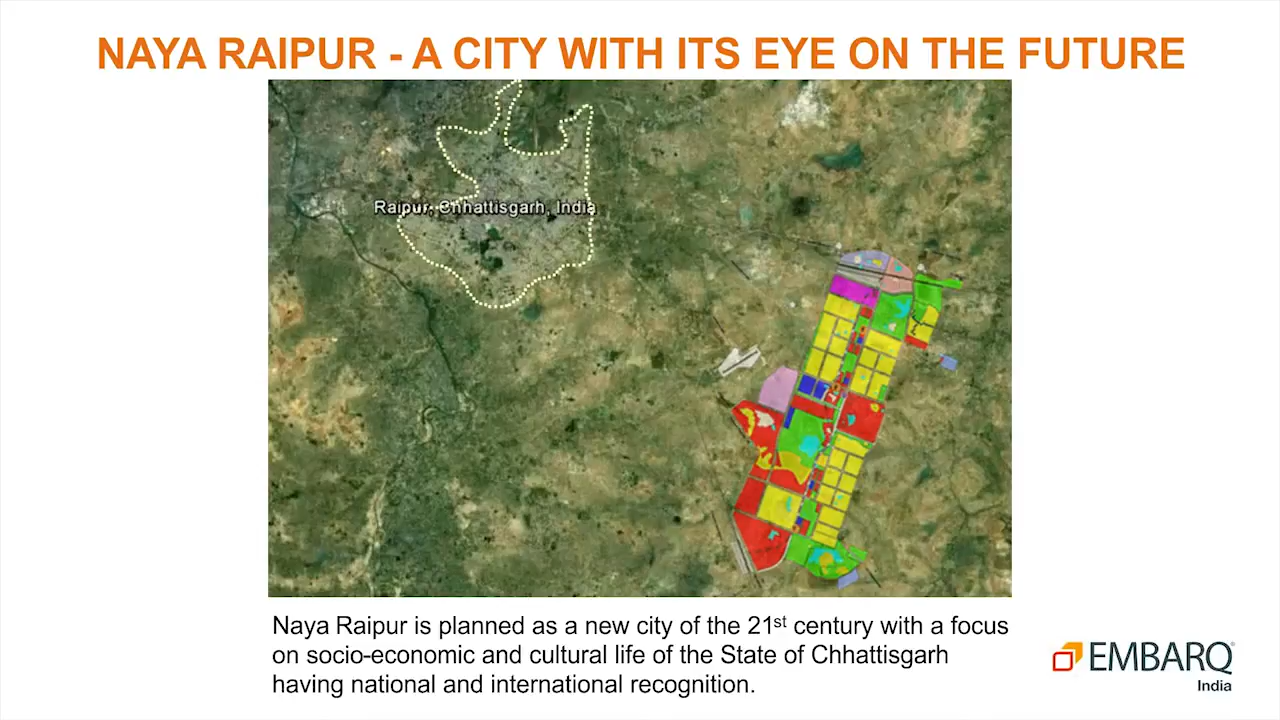 NAYA RAIPUR - A CITY WITH ITS EYE ON THE FUTURE
Raipur, Chhattisgarh, India
Naya Raipur is planned as a new city of the 21st century with a focus
on socio-economic and cultural life of the State of Chhattisgarh
having national and international recognition.
EMBARQ®
India